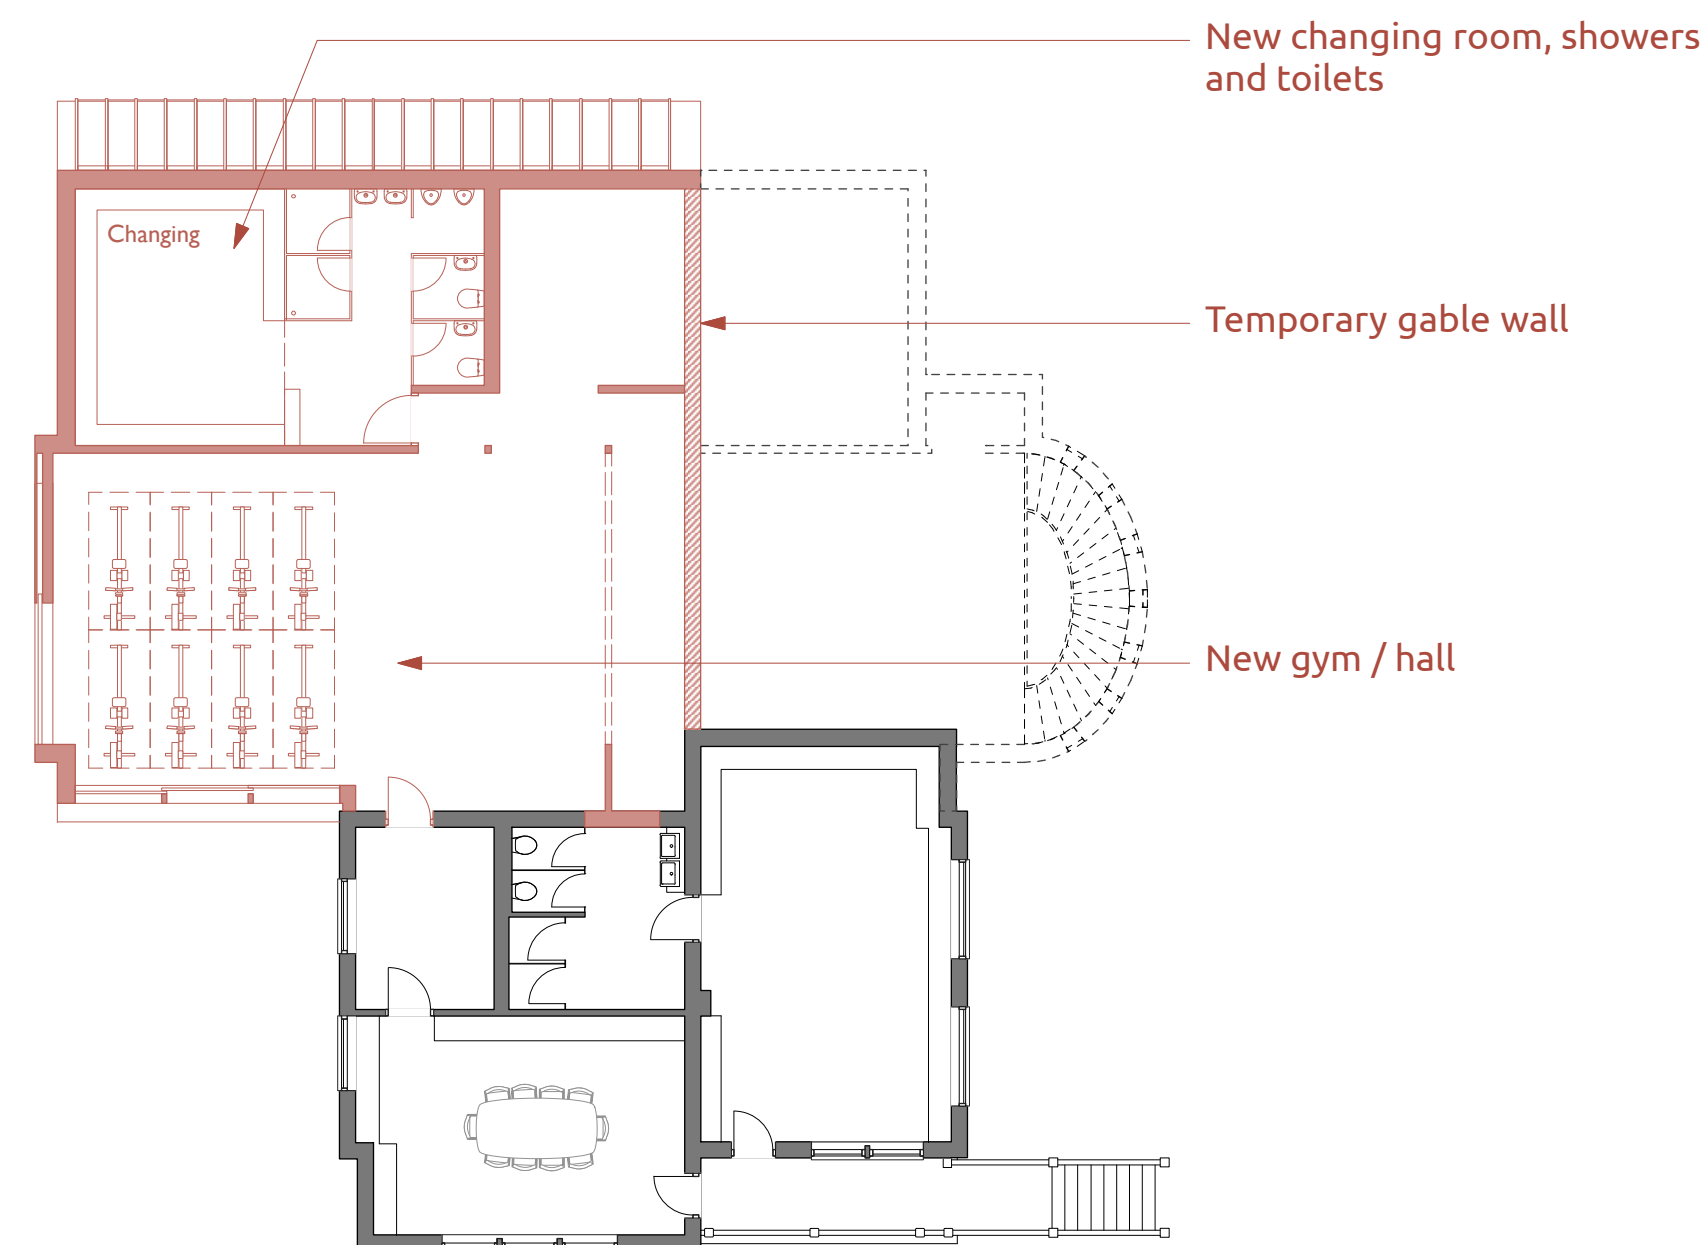 New changing room, showers
and toilets
Changing
Temporary gable wall
New gym / hall